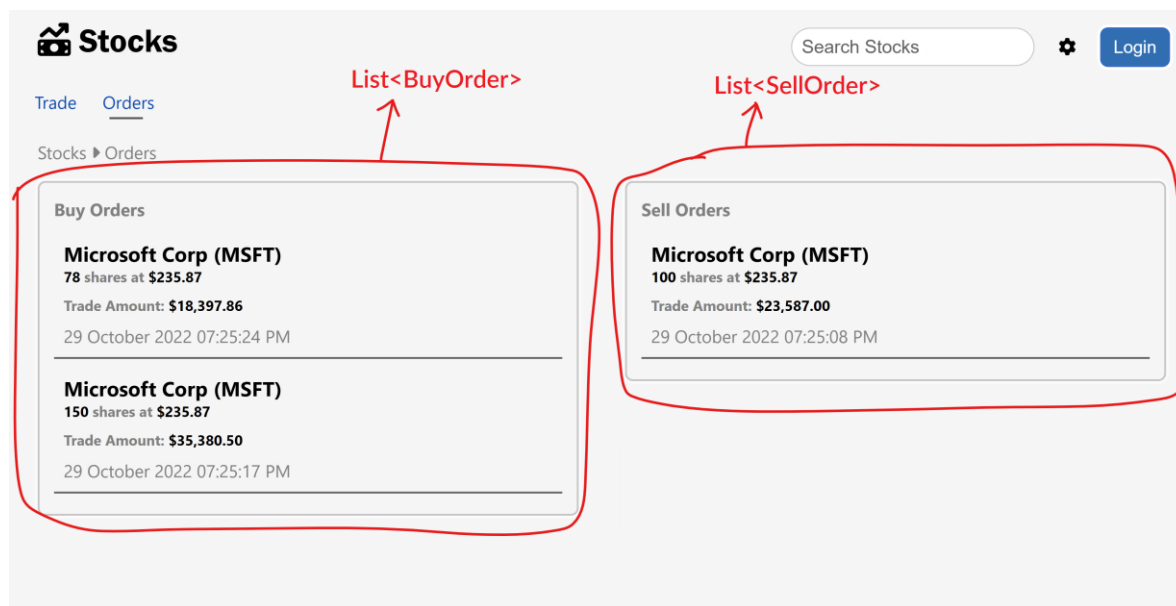 Stocks
Search Stocks
Login
List<BuyOrder>
List<SellOrder>
Trade Orders
Stocks Orders
Buy Orders
Microsoft Corp (MSFT)
78 shares at $235.87
Trade Amount: $18,397.86
29 October 2022 07:25:24 PM
Microsoft Corp (MSFT)
150 shares at $235.87
Trade Amount: $35,380.50
29 October 2022 07:25:17 PM
Sell Orders
Microsoft Corp (MSFT)
100 shares at $235.87
Trade Amount: $23,587.00
29 October 2022 07:25:08 PM